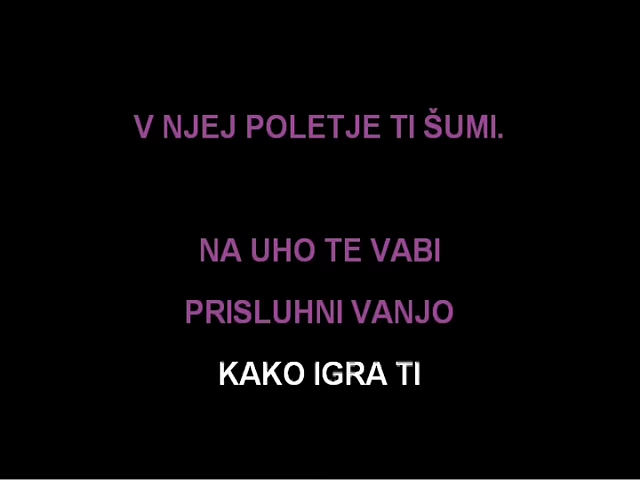 V NJEJ POLETJE TI ŠUMI.
NA UHO TE VABI
PRISLUHNI VANJO
KAKO IGRA TI